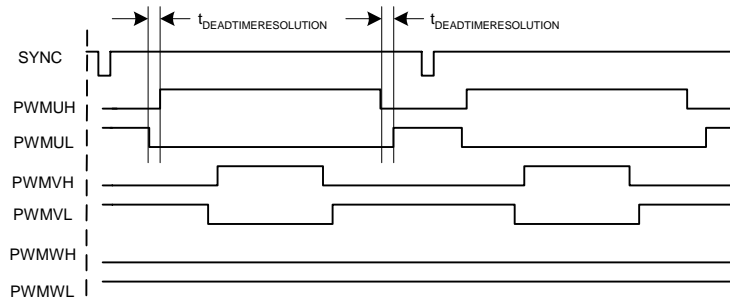 tDEADTIMERESOLUTION tDEADTIMERESOLUTION
SYNC
PWMUH
PWMUL
PWMVH
PWMVL
PWMWH
PWMWL